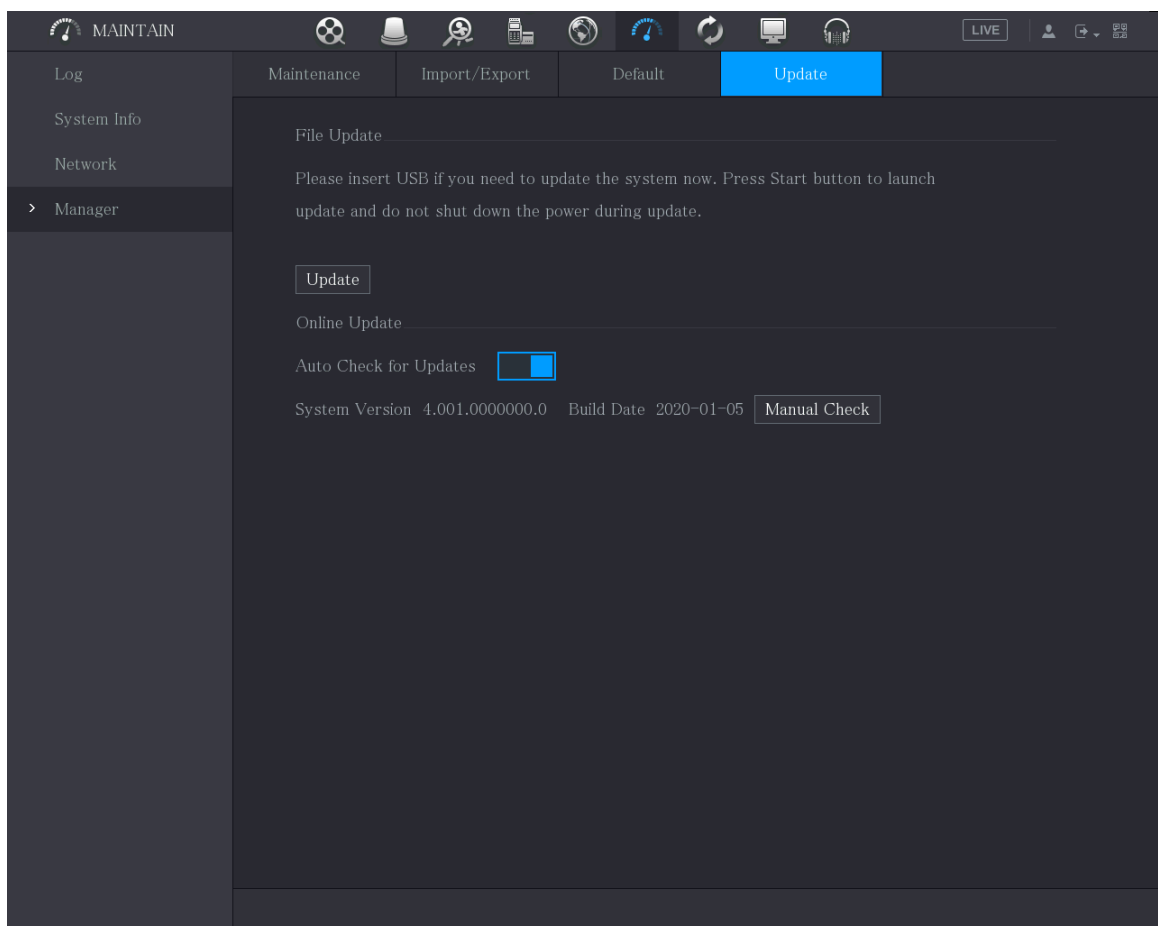 MAINTAIN
LIVE
Log
System Info
Network
Manager
Maintenance
Import/Export
Default
Update
File Update
Please insert USB if you need to update the system now. Press Start button to launch
update and do not shut down the power during update.
Update
Online Update
Auto Check for Updates
System Version 4.001.0000000.0 Build Date 2020-01-05 Manual Check